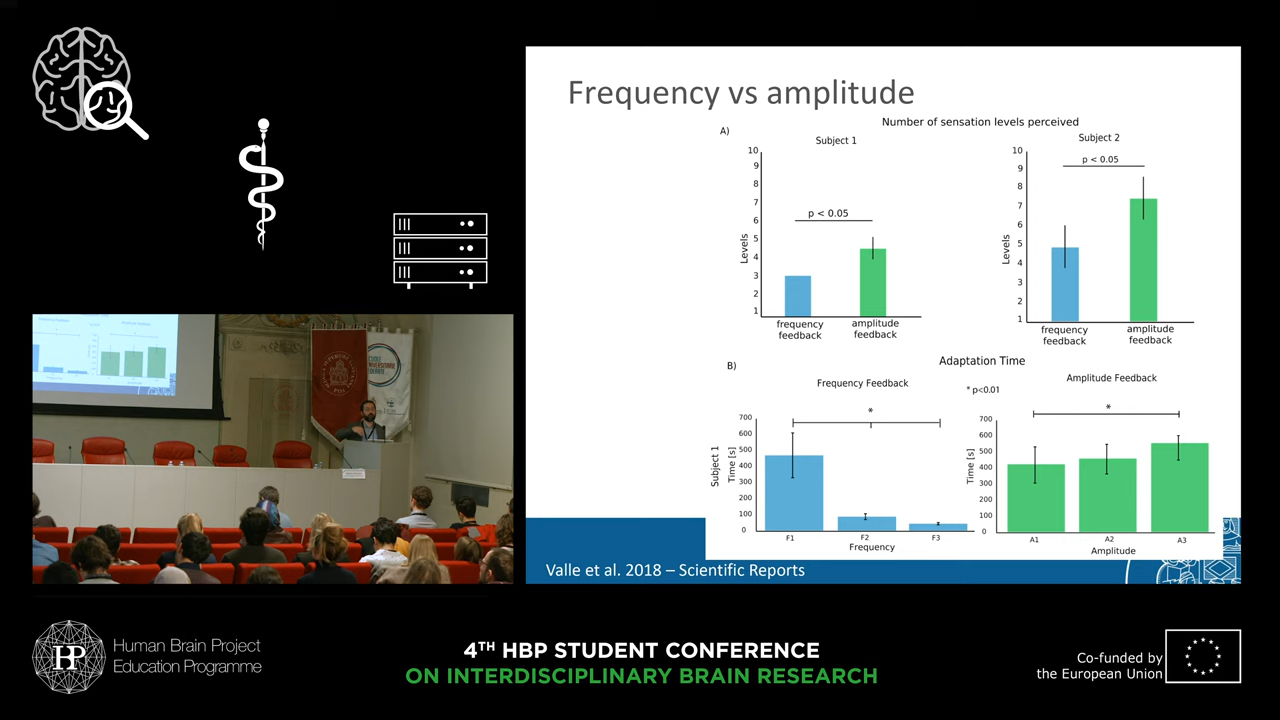 Frequency vs amplitude
Number of sensation levels perceived
A)
Subject 1
Subject 2
10
9
8
7
6
5
4
3
2
1
Levels
p < 0.05
frequency
feedback
amplitude
feedback
10
9
8
7
6
5
4
3
2
1
Levels
p < 0.05
frequency
feedback
amplitude
feedback
B)
Adaptation Time
Frequency Feedback
Amplitude Feedback
* p<0.01
*
*
Subject 1
Time [s]
700
600
500
400
300
200
100
0
F1
F2
F3
Frequency
Time [s]
700
600
500
400
300
200
100
0
A1
A2
A3
Amplitude
Valle et al. 2018 – Scientific Reports
HBP
Human Brain Project
Education Programme
4TH HBP STUDENT CONFERENCE
ON INTERDISCIPLINARY BRAIN RESEARCH
Co-funded by
the European Union